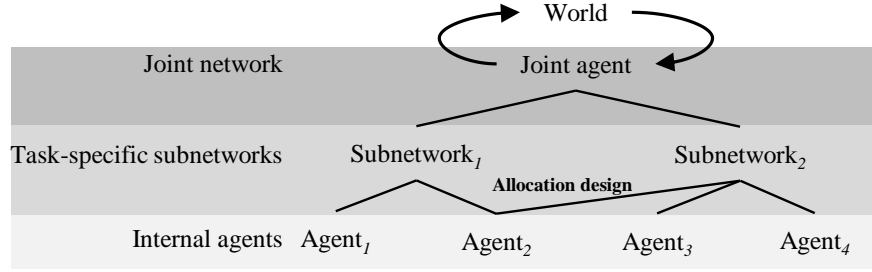 World
Joint network
Joint agent
Task-specific subnetworks
Subnetwork₁
Subnetwork₂
Allocation design
Internal agents
Agent₁
Agent₂
Agent₃
Agent₄